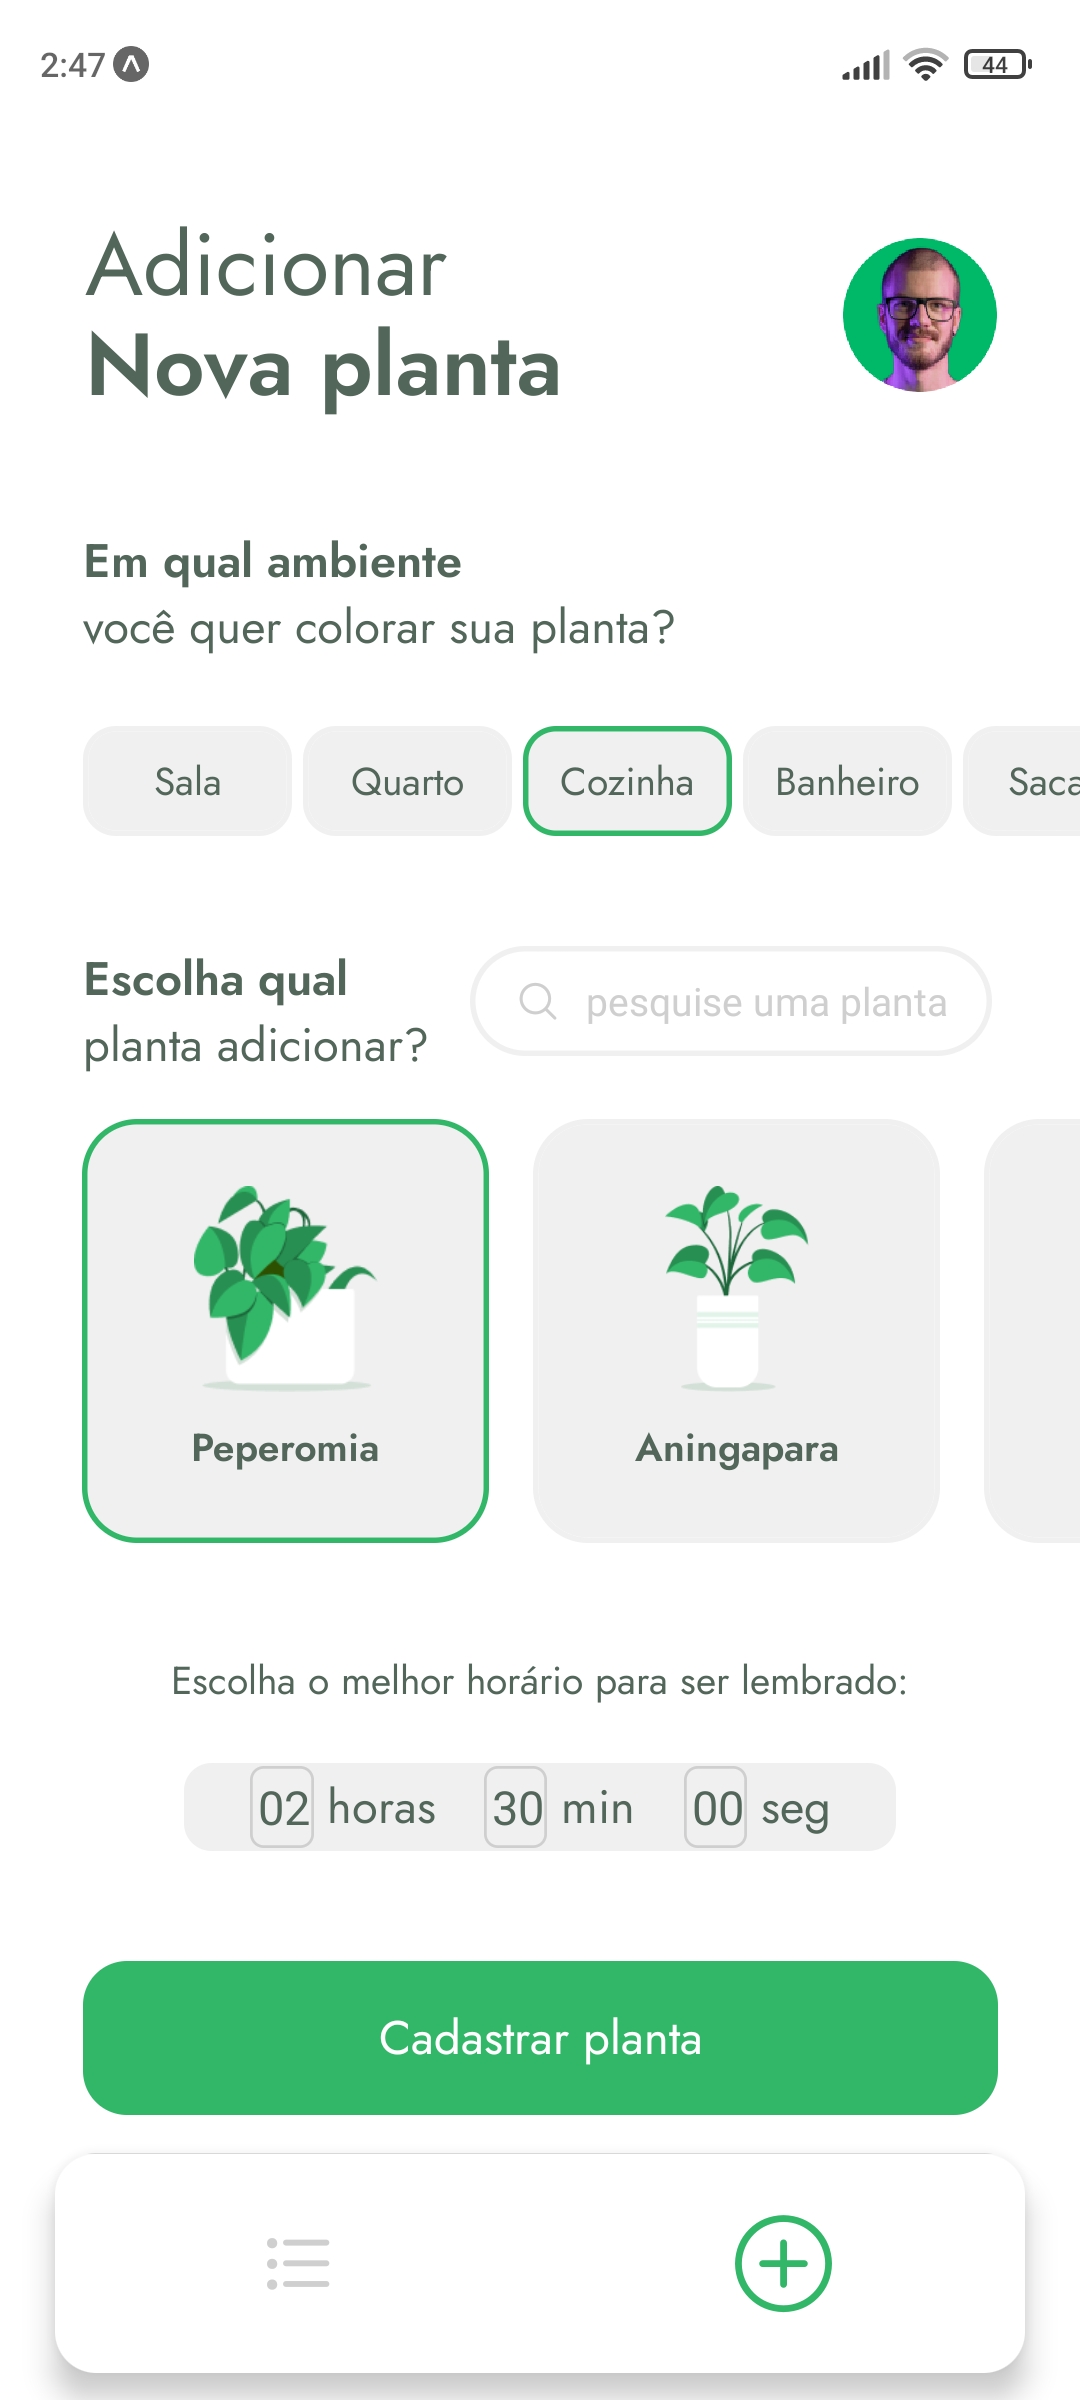 2:47
44
Adicionar
Nova planta
Em qual ambiente
você quer colorar sua planta?
Sala Quarto Cozinha Banheiro Saca
Escolha qual
planta adicionar?
pesquise uma planta
Peperomia Aningapara
Escolha o melhor horário para ser lembrado:
02 horas 30 min 00 seg
Cadastrar planta